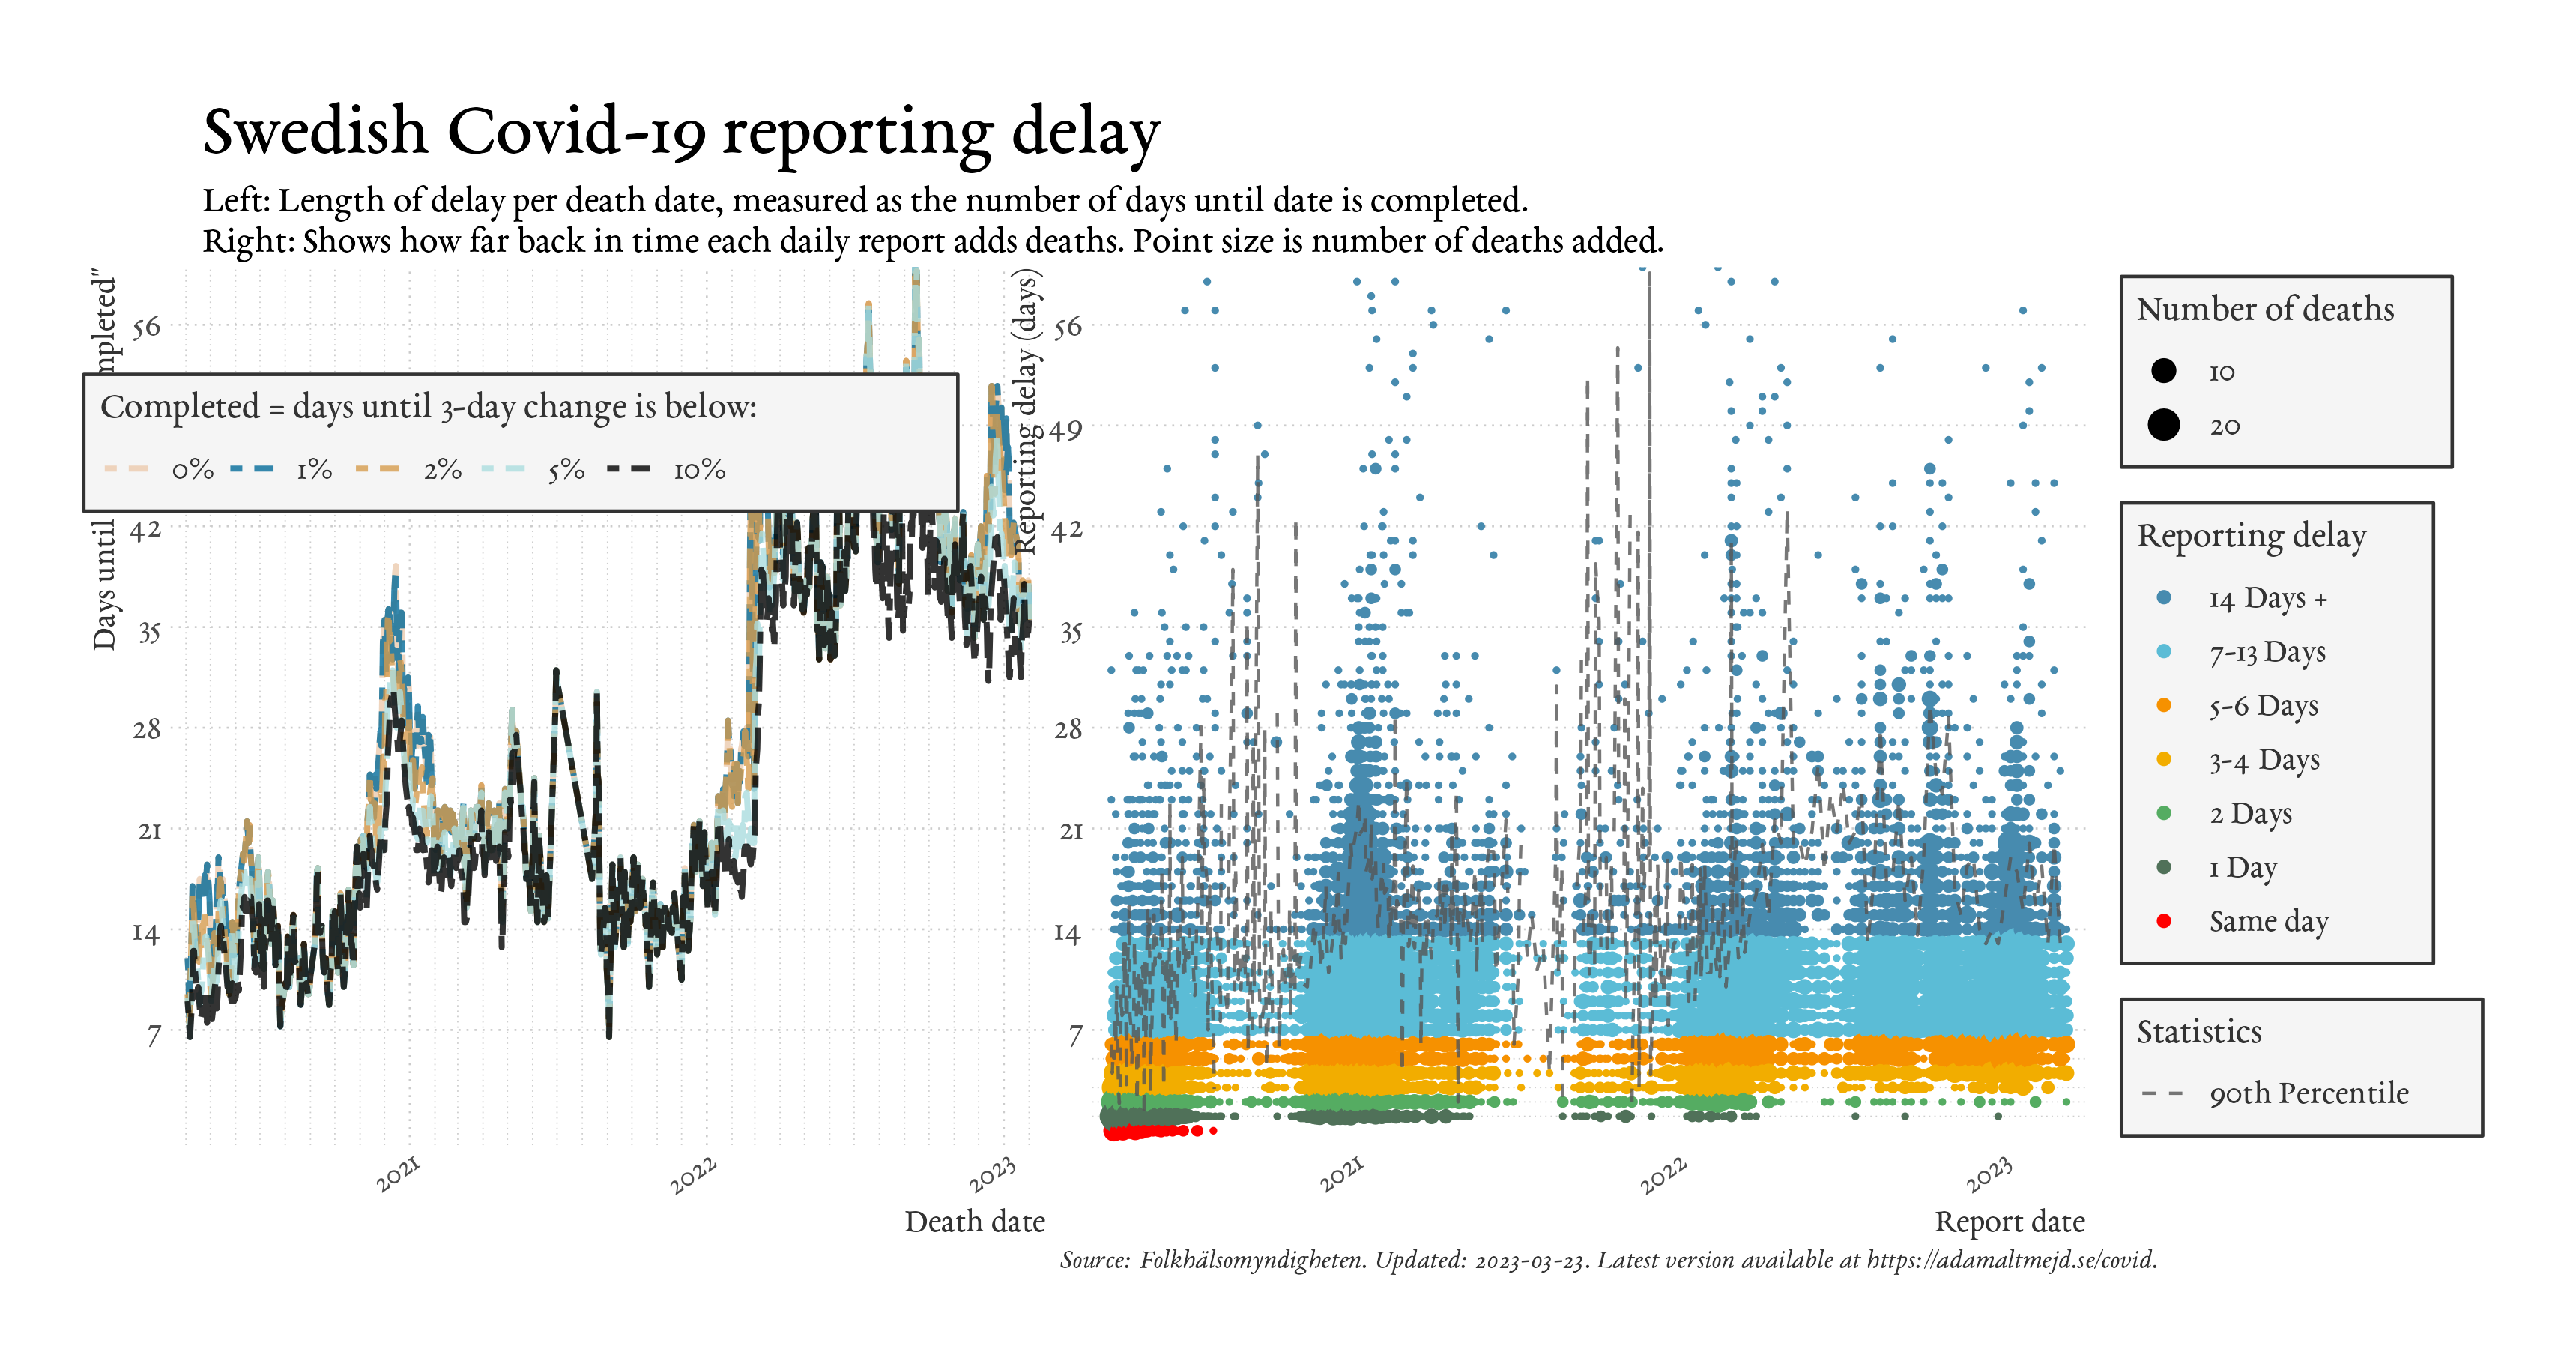 Swedish Covid-19 reporting delay
Left: Length of delay per death date, measured as the number of days until date is completed.
Right: Shows how far back in time each daily report adds deaths. Point size is number of deaths added.
Days until
56
42
35
28
21
14
7
Completed = days until 3-day change is below:
0% 1% 2% 5% 10%
2021 2022 2023
Death date
Reporting delay (days)
56
49
42
35
28
21
14
7
2021 2022 2023
Report date
Number of deaths
10
20
Reporting delay
14 Days +
7-13 Days
5-6 Days
3-4 Days
2 Days
1 Day
Same day
Statistics
90th Percentile
Source: Folkhälsomyndigheten. Updated: 2023-03-23. Latest version available at https://adamaltmejd.se/covid.